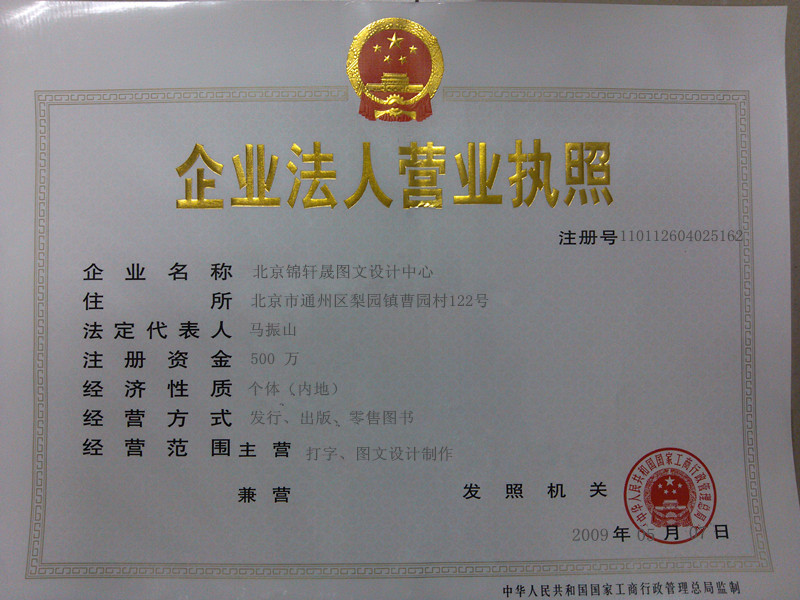 企业法人营业执照
注册号110112604025162
企业名称 北京锦轩晟图文设计中心
住所 北京市通州区梨园镇曹园村122号
法定代表人 马振山
注册资金 500 万
经济性质 个体（内地）
经营方式 发行、出版、零售图书
经营范围 主营 打字、图文设计制作
兼营
发照机关
中华人民共和国国家工商行政管理总局
2009 年 05 月 07 日
中华人民共和国国家工商行政管理总局监制